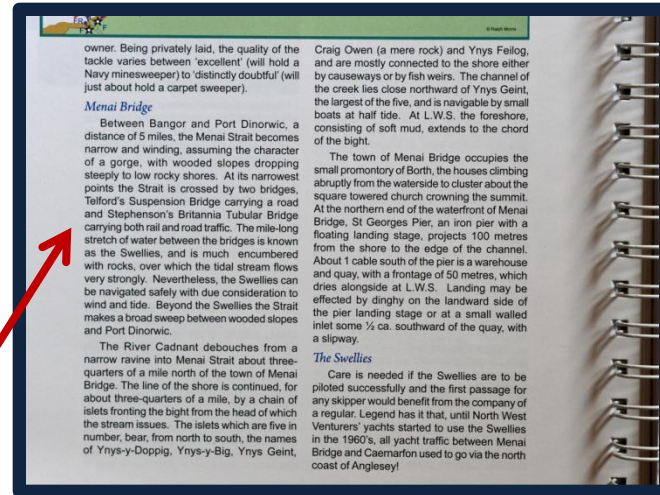 © Ralph Morris
owner. Being privately laid, the quality of the
tackle varies between 'excellent' (will hold a
Navy minesweeper) to 'distinctly doubtful' (will
just about hold a carpet sweeper).
Menai Bridge
Between Bangor and Port Dinorwic, a
distance of 5 miles, the Menai Strait becomes
narrow and winding, assuming the character
of a gorge, with wooded slopes dropping
steeply to low rocky shores. At its narrowest
points the Strait is crossed by two bridges,
Telford's Suspension Bridge carrying a road
and Stephenson's Britannia Tubular Bridge
carrying both rail and road traffic. The mile-long
stretch of water between the bridges is known
as the Swellies, and is much encumbered
with rocks, over which the tidal stream flows
very strongly. Nevertheless, the Swellies can
be navigated safely with due consideration to
wind and tide. Beyond the Swellies the Strait
makes a broad sweep between wooded slopes
and Port Dinorwic.
The River Cadnant debouches from a
narrow ravine into Menai Strait about three-
quarters of a mile north of the town of Menai
Bridge. The line of the shore is continued, for
about three-quarters of a mile, by a chain of
islets fronting the bight from the head of which
the stream issues. The islets which are five in
number, bear, from north to south, the names
of Ynys-y-Doppig, Ynys-y-Big, Ynys Geint,
Craig Owen (a mere rock) and Ynys Feilog,
and are mostly connected to the shore either
by causeways or by fish weirs. The channel of
the creek lies close northward of Ynys Geint,
the largest of the five, and is navigable by small
boats at half tide. At L.W.S. the foreshore,
consisting of soft mud, extends to the chord
of the bight.
The town of Menai Bridge occupies the
small promontory of Borth, the houses climbing
abruptly from the waterside to cluster about the
square towered church crowning the summit.
At the northern end of the waterfront of Menai
Bridge, St Georges Pier, an iron pier with a
floating landing stage, projects 100 metres
from the shore to the edge of the channel.
About 1 cable south of the pier is a warehouse
and quay, with a frontage of 50 metres, which
dries alongside at L.W.S. Landing may be
effected by dinghy on the landward side of
the pier landing stage or at a small walled
inlet some ½ ca. southward of the quay, with
a slipway.
The Swellies
Care is needed if the Swellies are to be
piloted successfully and the first passage for
any skipper would benefit from the company of
a regular. Legend has it that, until North West
Venturers' yachts started to use the Swellies
in the 1960's, all yacht traffic between Menai
Bridge and Caernarfon used to go via the north
coast of Anglesey!